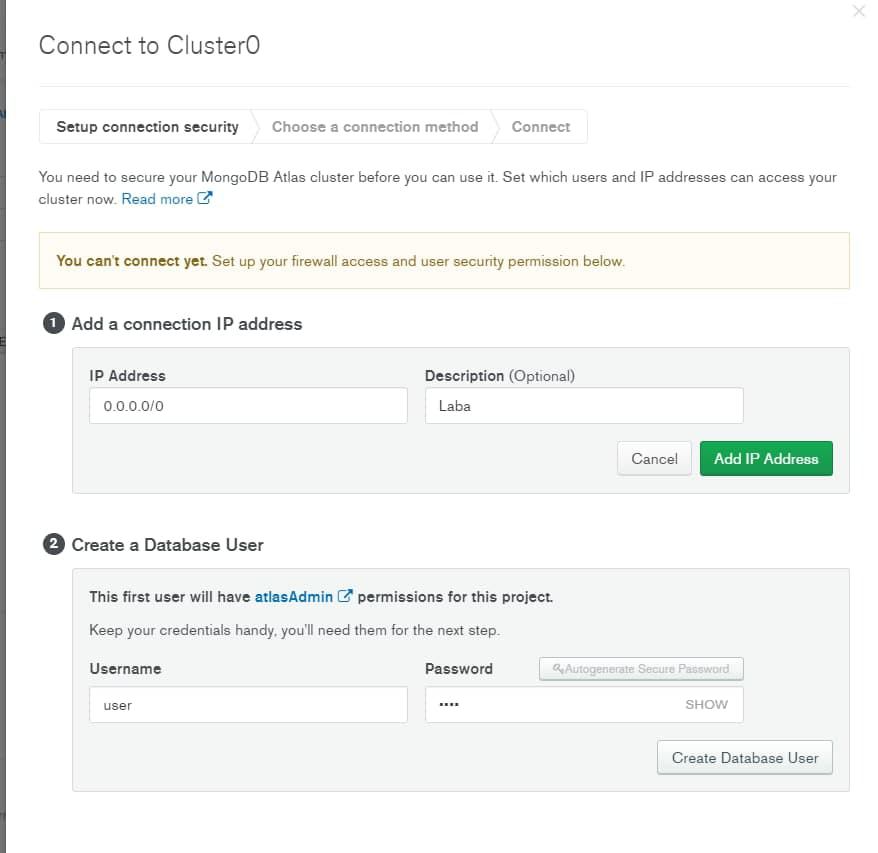 Connect to Cluster0
Setup connection security
Choose a connection method
Connect
You need to secure your MongoDB Atlas cluster before you can use it. Set which users and IP addresses can access your
cluster now. Read more
You can't connect yet. Set up your firewall access and user security permission below.
1 Add a connection IP address
IP Address
Description (Optional)
0.0.0.0/0
Laba
Cancel
Add IP Address
2 Create a Database User
This first user will have atlasAdmin permissions for this project.
Keep your credentials handy, you'll need them for the next step.
Username
Password
Autogenerate Secure Password
user
••••
SHOW
Create Database User